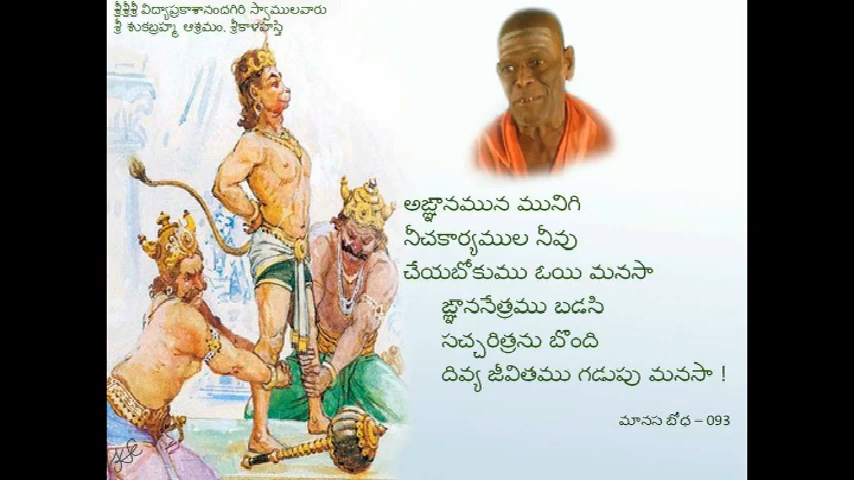 శ్రీశ్రీశ్రీ విద్యాప్రకాశానందగిరి స్వాములవారు
శ్రీ శుకబ్రహ్మ ఆశ్రమం. శ్రీకాళహస్తి
అజ్ఞానమున మునిగి
నీచకార్యముల నీవు
చేయబోకుము ఓయి మనసా
జ్ఞాననేత్రము బడసి
సచ్చరిత్రను బొంది
దివ్య జీవితము గడుపు మనసా !
మానస బోధ – 093